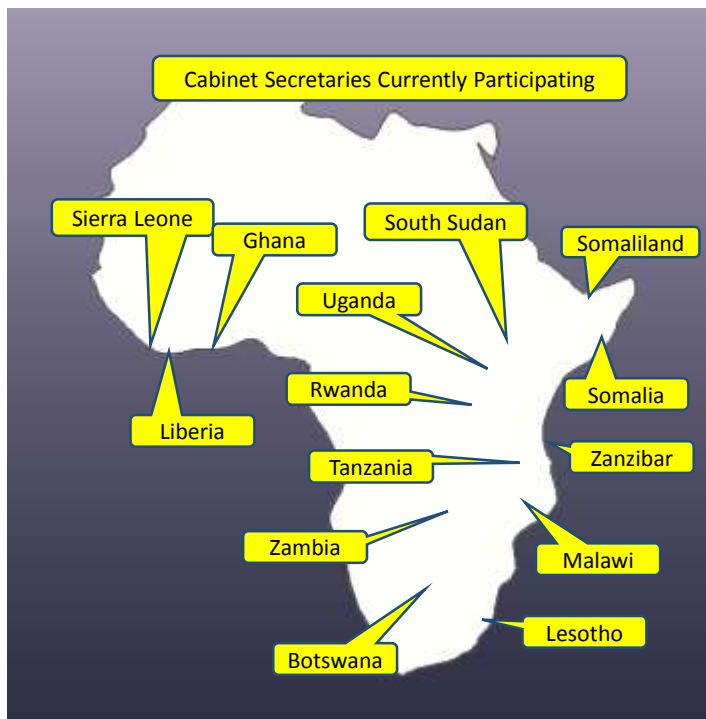 Cabinet Secretaries Currently Participating
Sierra Leone
Ghana
South Sudan
Somaliland
Uganda
Rwanda
Somalia
Liberia
Tanzania
Zanzibar
Zambia
Malawi
Lesotho
Botswana